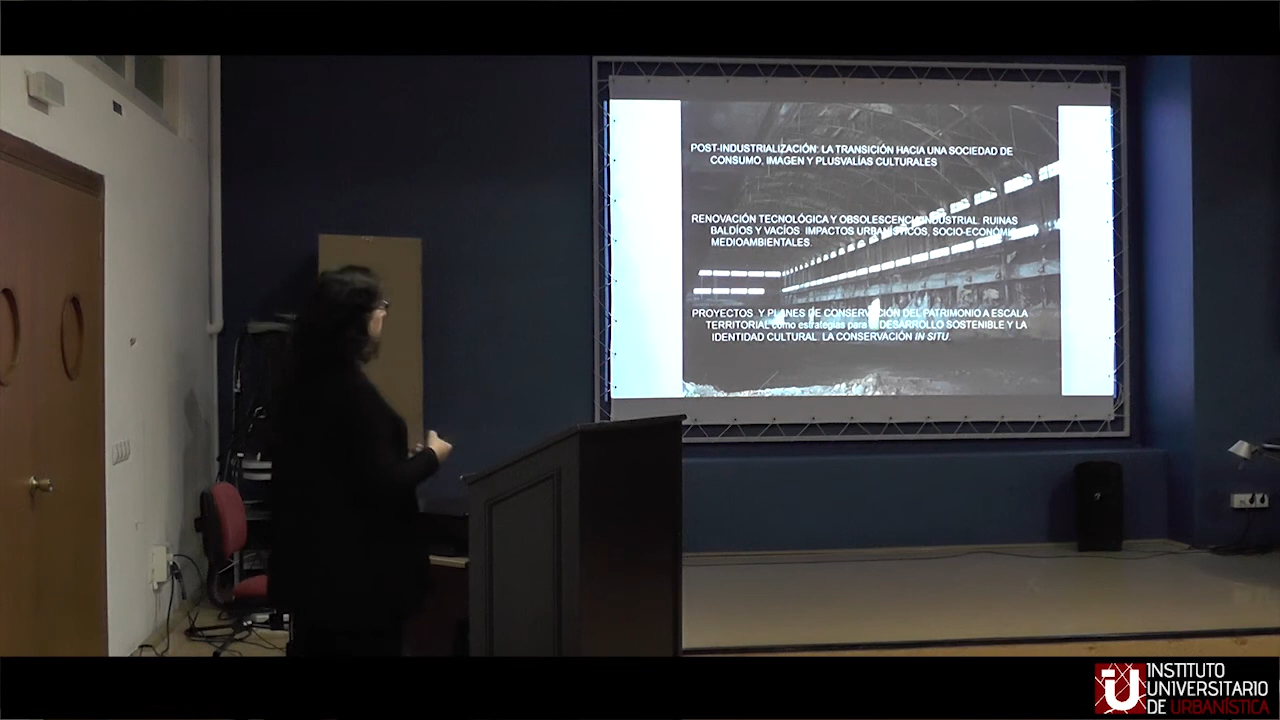 POST-INDUSTRIALIZACIÓN: LA TRANSICIÓN HACIA UNA SOCIEDAD DE
CONSUMO, IMAGEN Y PLUSVALÍAS CULTURALES
RENOVACIÓN TECNOLÓGICA Y OBSOLESCENCIA INDUSTRIAL. RUINAS
BALDÍOS Y VACÍOS. IMPACTOS URBANÍSTICOS, SOCIO-ECONÓMIC
MEDIOAMBIENTALES.
PROYECTOS Y PLANES DE CONSERVACIÓN DEL PATRIMONIO A ESCALA
TERRITORIAL como estrategias para DESARROLLO SOSTENIBLE Y LA
IDENTIDAD CULTURAL. LA CONSERVACIÓN IN SITU.
INSTITUTO
UNIVERSITARIO
DE URBANÍSTICA